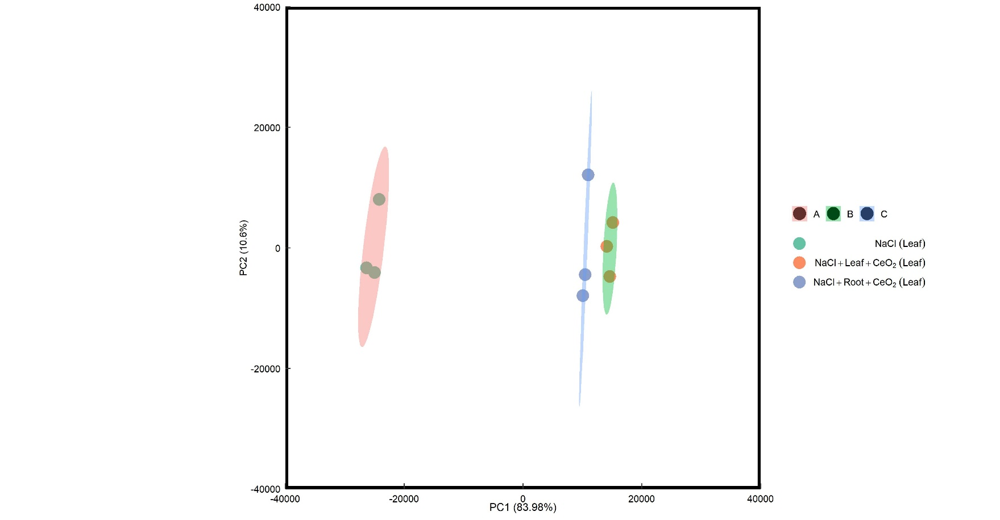 40000
20000
0
-20000
-40000
PC2 (10.6%)
-40000 -20000 0 20000 40000
PC1 (83.98%)
A B C
NaCl (Leaf)
NaCl+Leaf+CeO₂ (Leaf)
NaCl+Root+CeO₂ (Leaf)